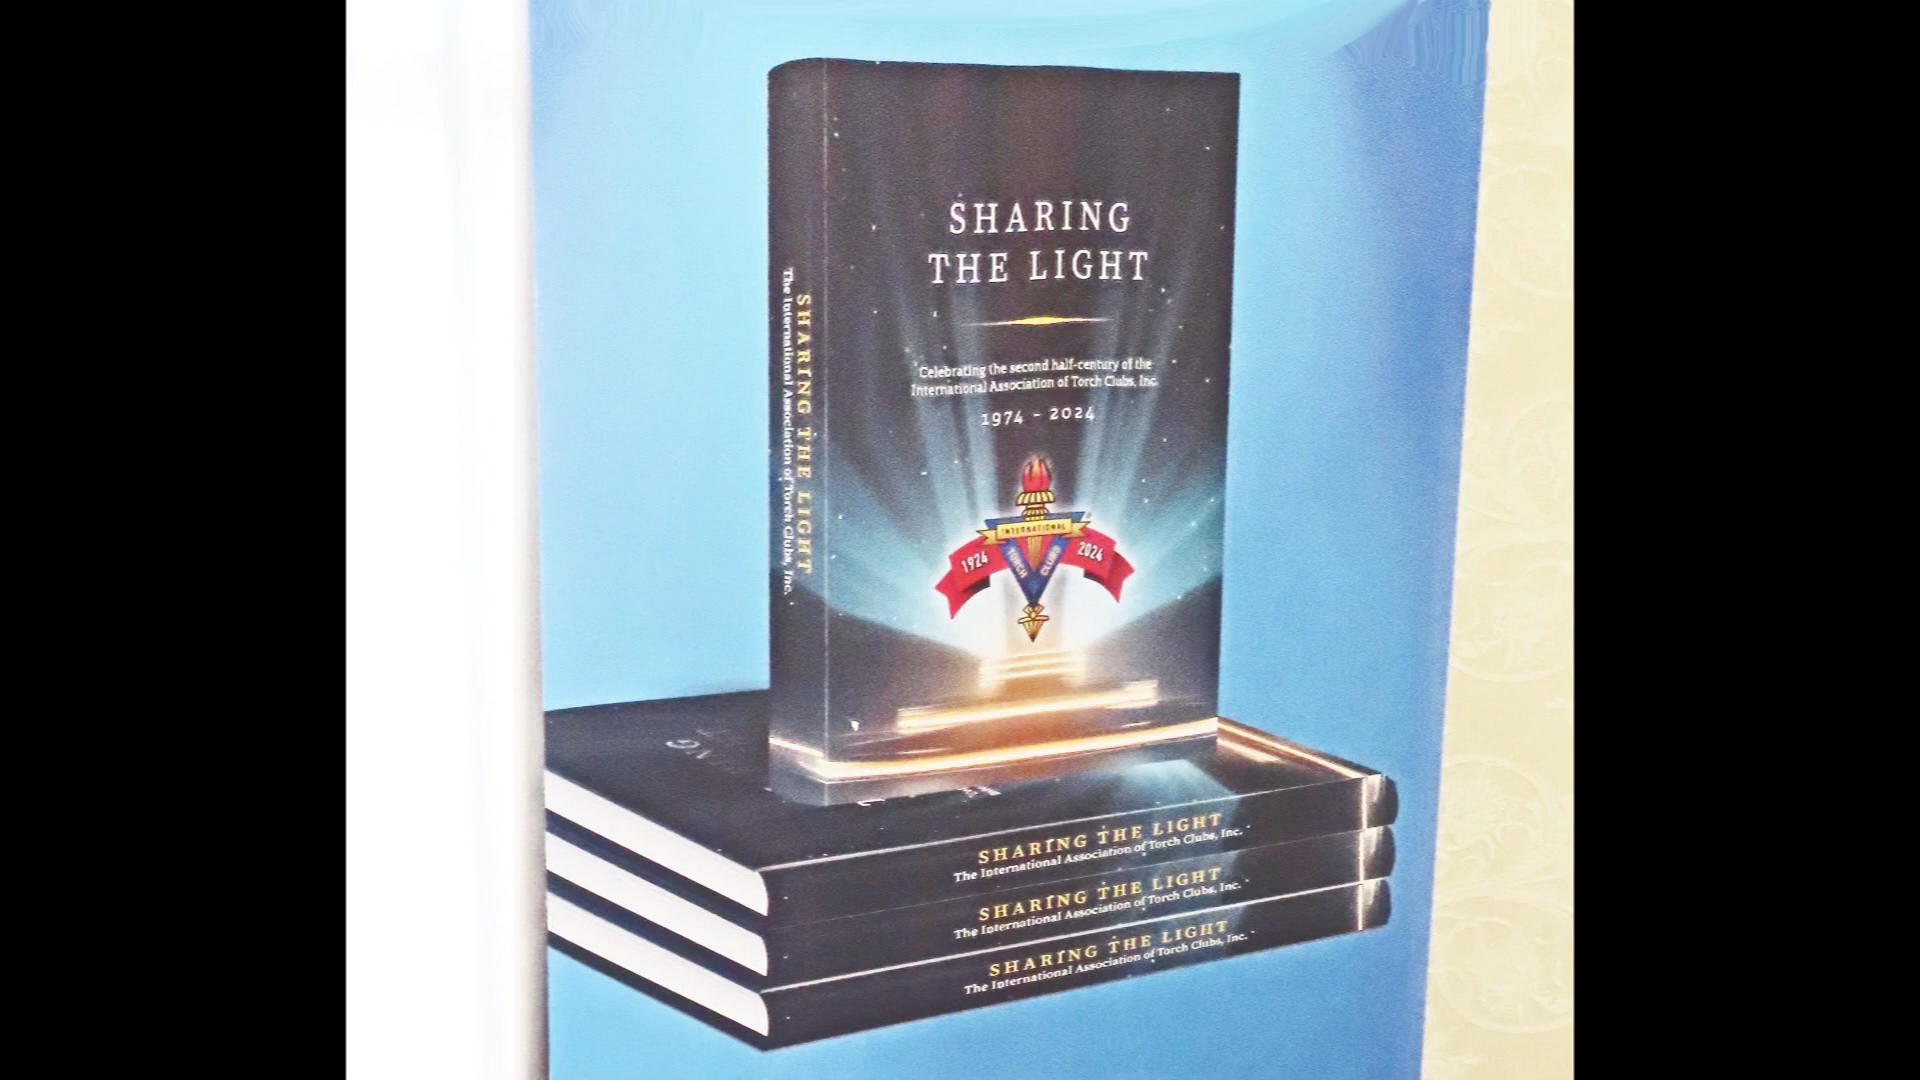 SHARING
THE LIGHT
Celebrating the second half-century of the
International Association of Torch Clubs, Inc.
1974 - 2024
INTERNATIONAL
1924
TORCH
CLUBS
2024
SHARING THE LIGHT
The International Association of Torch Clubs, Inc.
SHARING THE LIGHT
The International Association of Torch Clubs, Inc.
SHARING THE LIGHT
The International Association of Torch Clubs, Inc.
SHARING THE LIGHT
The International Association of Torch Clubs, Inc.